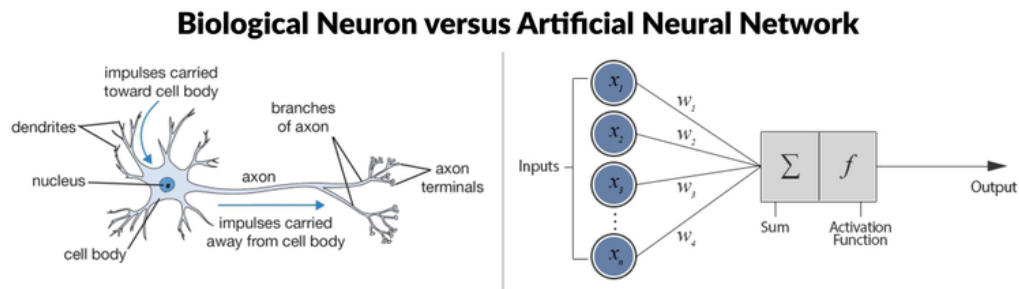 Biological Neuron versus Artificial Neural Network
impulses carried
toward cell body
dendrites
nucleus
cell body
axon
branches
of axon
axon
terminals
impulses carried
away from cell body
Inputs
x1
x2
x3
xn
w1
w2
w3
w4
Σ
f
Sum
Activation
Function
Output